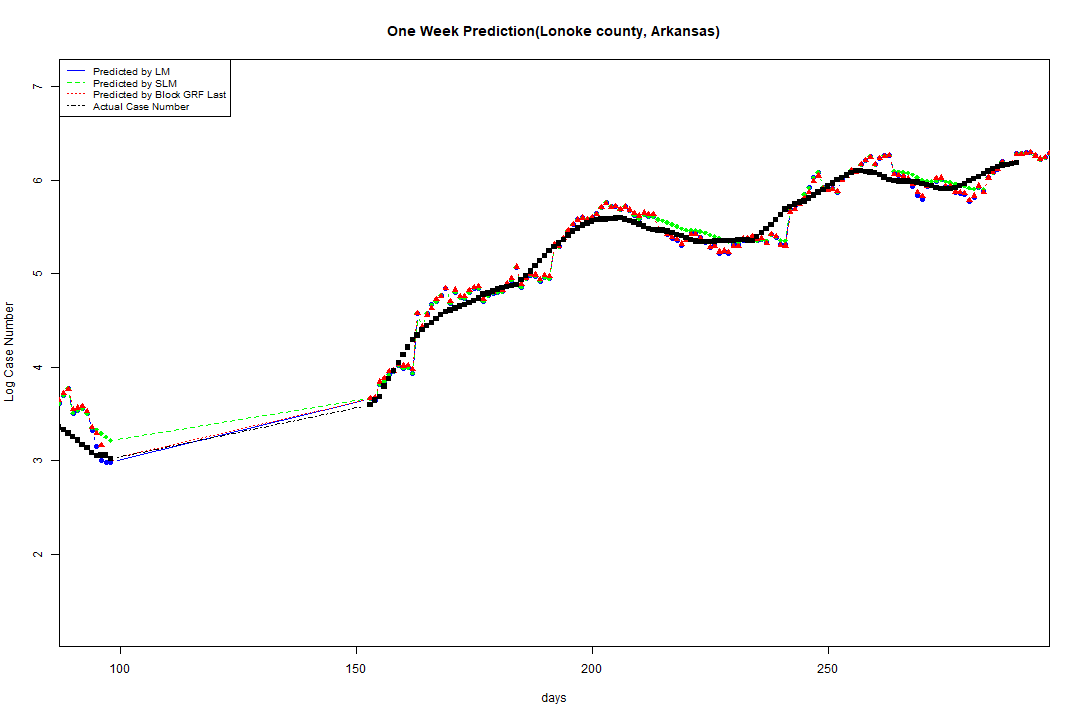 One Week Prediction(Lonoke county, Arkansas)
Predicted by LM
Predicted by SLM
Predicted by Block GRF Last
Actual Case Number
Log Case Number
7
6
5
4
3
2
100 150 200 250
days